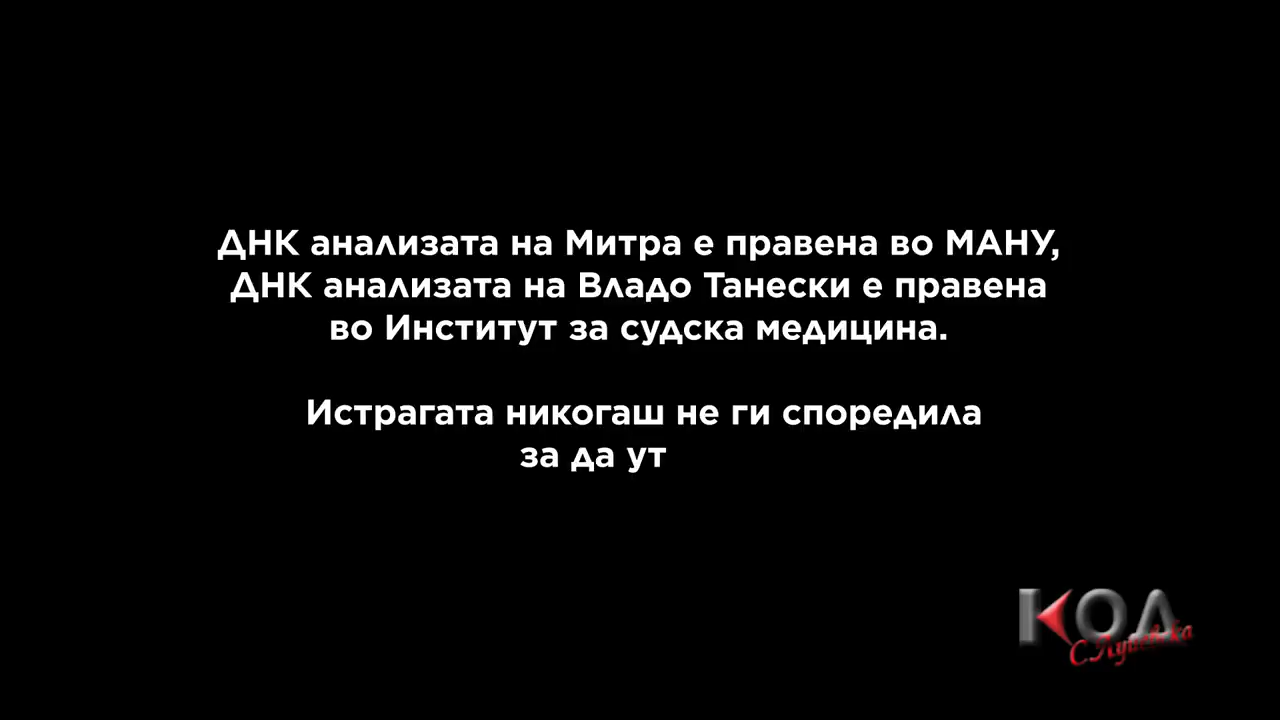 ДНК анализата на Митра е правена во МАНУ,
ДНК анализата на Владо Танески е правена
во Институт за судска медицина.
Истрагата никогаш не ги споредила
за да ут
КОД
С.Лупевска